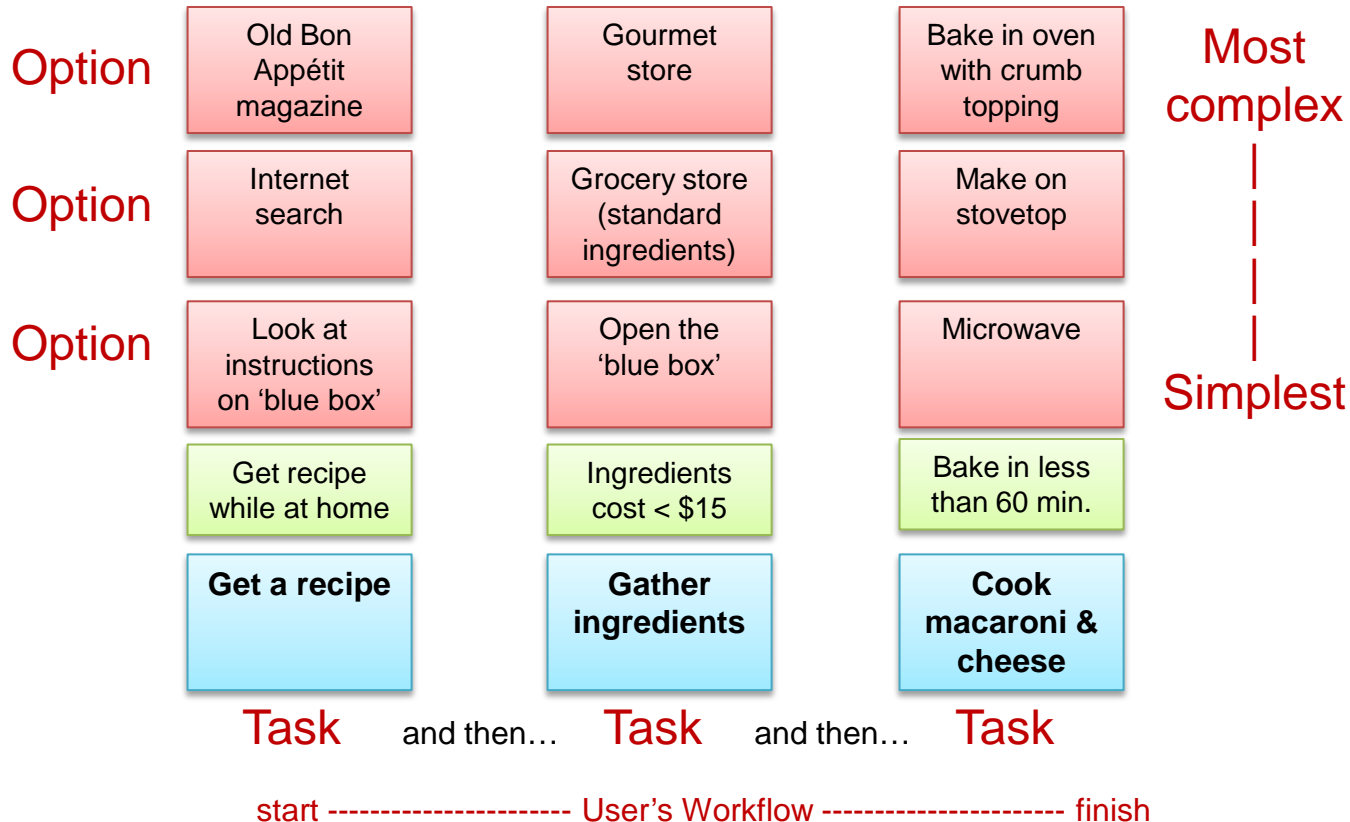 Option
Old Bon
Appétit
magazine
Gourmet
store
Bake in oven
with crumb
topping
Most
complex
Option
Internet
search
Grocery store
(standard
ingredients)
Make on
stovetop
Option
Look at
instructions
on ‘blue box’
Open the
‘blue box’
Microwave
Simplest
Get recipe
while at home
Ingredients
cost < $15
Bake in less
than 60 min.
Get a recipe
Gather
ingredients
Cook
macaroni &
cheese
Task and then… Task and then… Task
start ---------------------- User’s Workflow ---------------------- finish